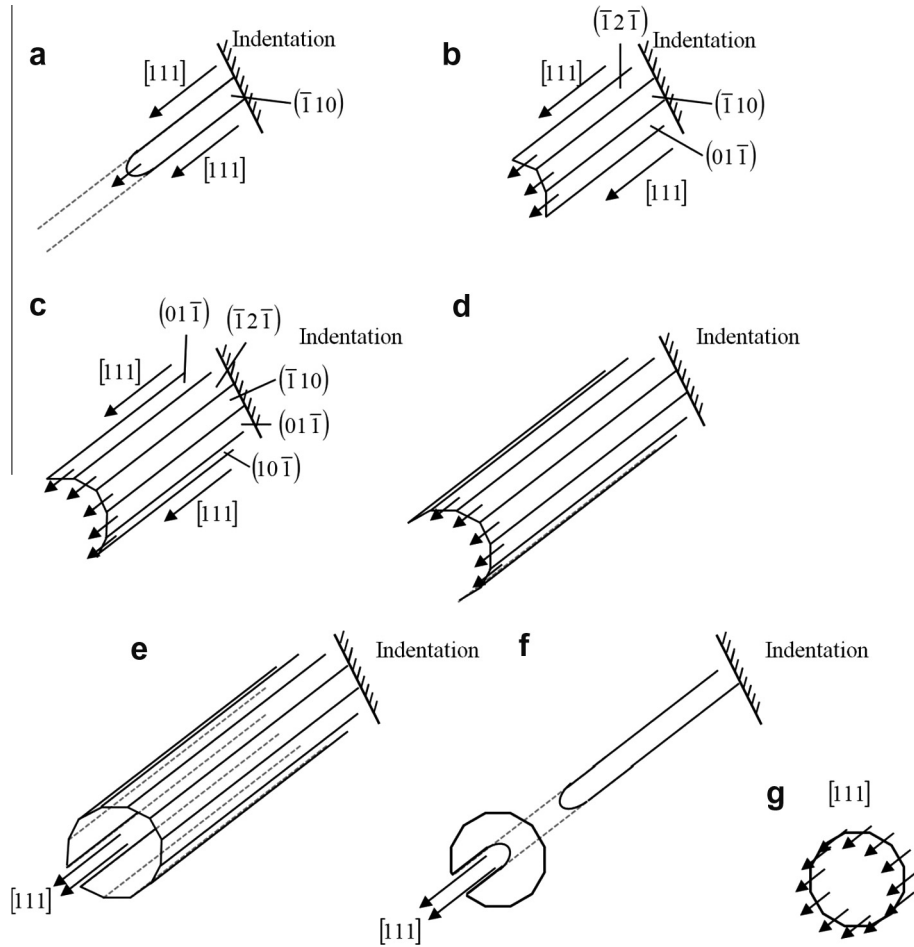 a
Indentation
[111]
(1̄10)
[111]
b
(1̄21̄)
Indentation
[111]
(1̄10)
(011̄)
[111]
c
(011̄)
(1̄21̄)
Indentation
[111]
(1̄10)
(011̄)
(101̄)
[111]
d
Indentation
e
Indentation
[111]
f
Indentation
[111]
g
[111]